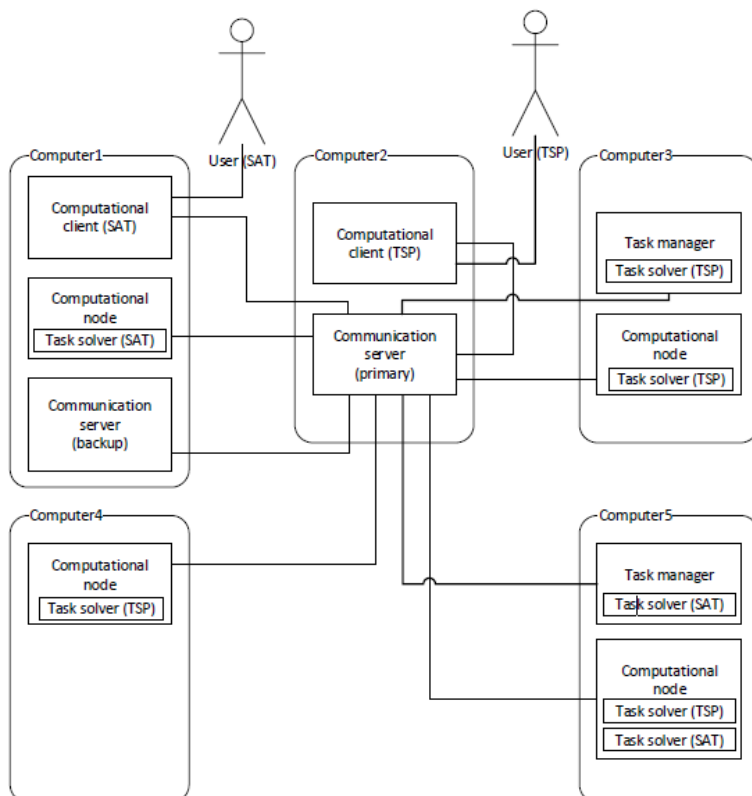 User (SAT)
User (TSP)
Computer1
Computational
client (SAT)
Computational
node
Task solver (SAT)
Communication
server
(backup)
Computer2
Computational
client (TSP)
Communication
server
(primary)
Computer3
Task manager
Task solver (TSP)
Computational
node
Task solver (TSP)
Computer4
Computational
node
Task solver (TSP)
Computer5
Task manager
Task solver (SAT)
Computational
node
Task solver (TSP)
Task solver (SAT)